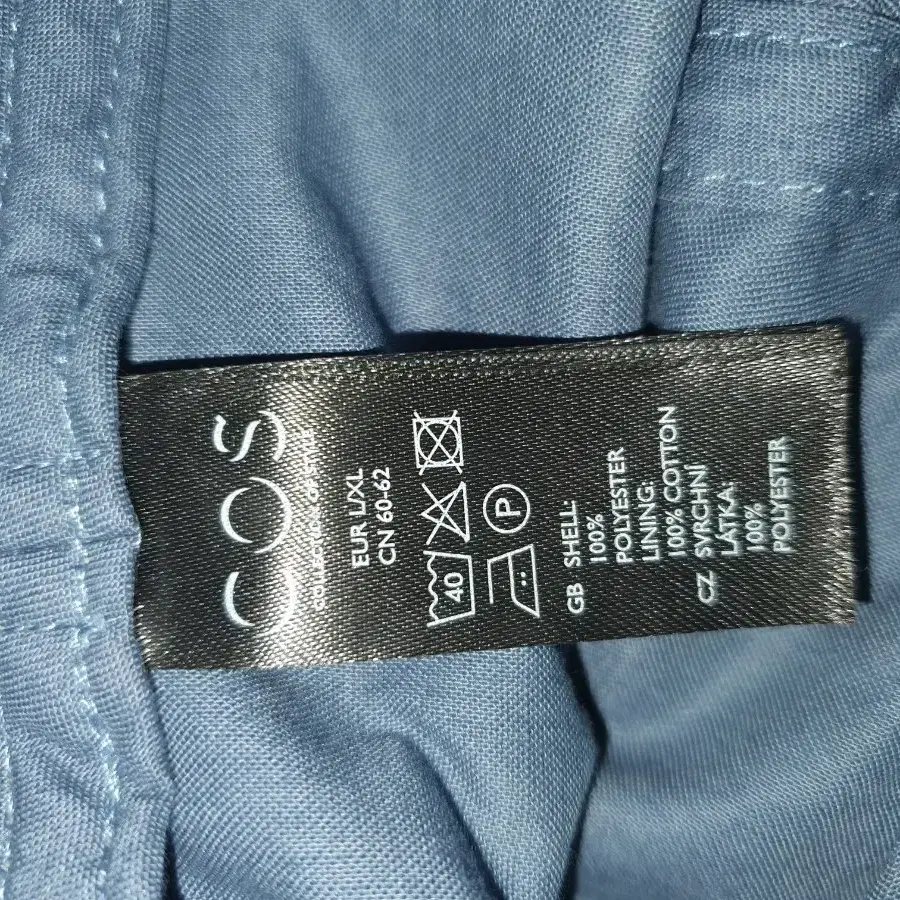 COS
EUR L/XL
CN 60-62
40
P
GB SHELL:
100%
POLYESTER
LINING:
100% COTTON
CZ SVRCHNÍ
LÁTKA:
100%
POLYESTER